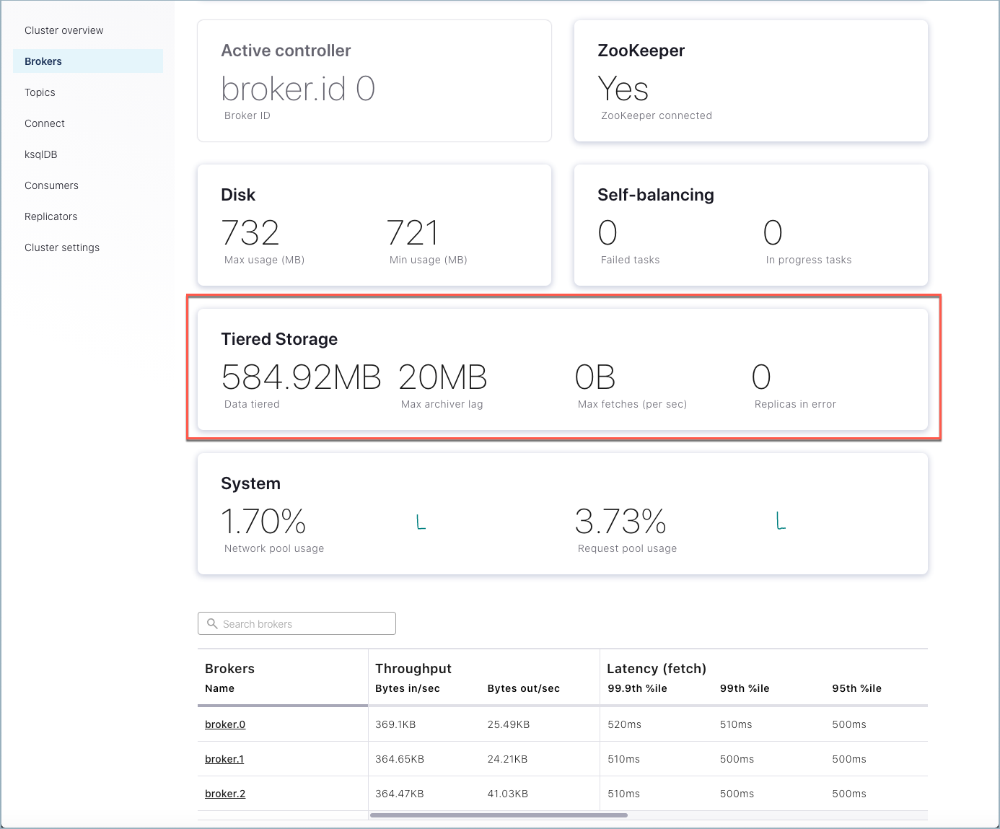 Cluster overview
Brokers
Topics
Connect
ksqlDB
Consumers
Replicators
Cluster settings
Active controller
broker.id 0
Broker ID
ZooKeeper
Yes
ZooKeeper connected
Disk
732 721
Max usage (MB) Min usage (MB)
Self-balancing
0 0
Failed tasks In progress tasks
Tiered Storage
584.92MB 20MB 0B 0
Data tiered Max archiver lag Max fetches (per sec) Replicas in error
System
1.70% 3.73%
Network pool usage Request pool usage
Search brokers
Brokers Throughput Latency (fetch)
Name Bytes in/sec Bytes out/sec 99.9th %ile 99th %ile 95th %ile
broker.0 369.1KB 25.49KB 520ms 510ms 500ms
broker.1 364.65KB 24.21KB 510ms 500ms 500ms
broker.2 364.47KB 41.03KB 510ms 500ms 500ms